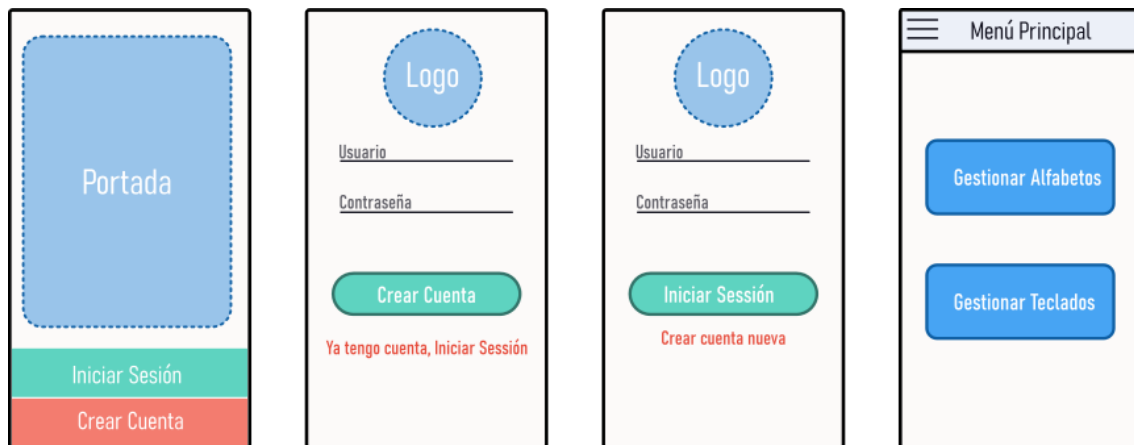 Portada
Iniciar Sesión
Crear Cuenta
Logo
Usuario
Contraseña
Crear Cuenta
Ya tengo cuenta, Iniciar Sessión
Logo
Usuario
Contraseña
Iniciar Sessión
Crear cuenta nueva
Menú Principal
Gestionar Alfabetos
Gestionar Teclados